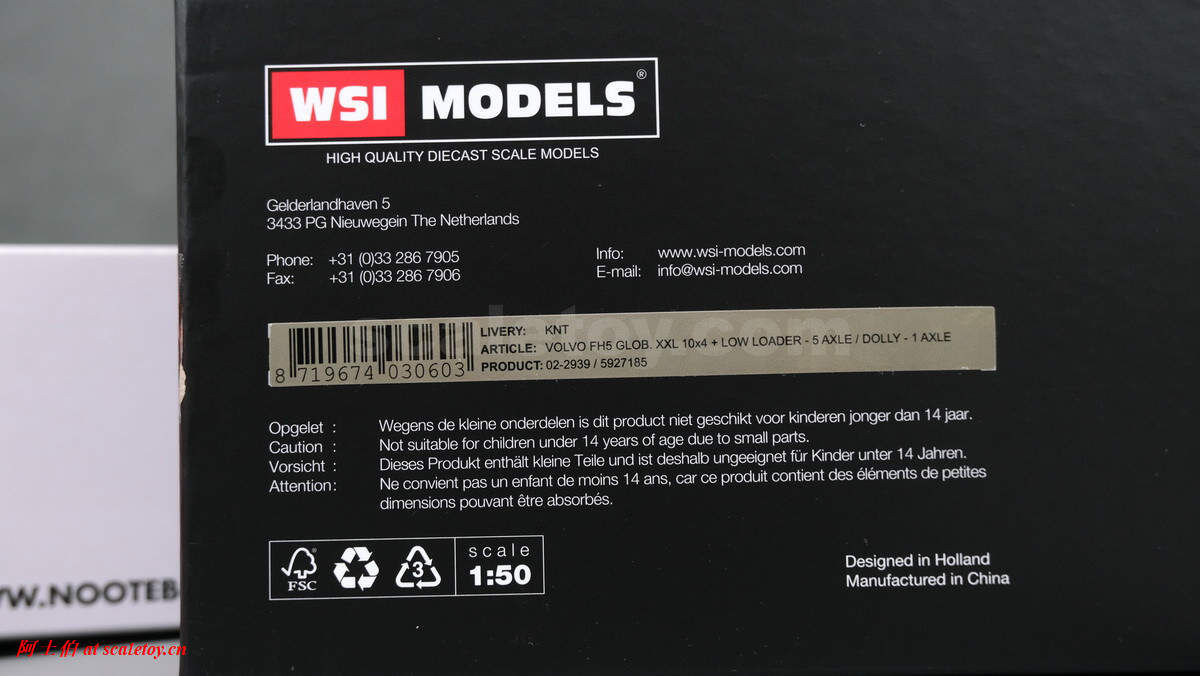 WSI MODELS®
HIGH QUALITY DIECAST SCALE MODELS
Gelderlandhaven 5
3433 PG Nieuwegein The Netherlands
Phone: +31 (0)33 286 7905
Fax: +31 (0)33 286 7906
Info: www.wsi-models.com
E-mail: info@wsi-models.com
scaletoy.com
LIVERY: KNT
ARTICLE: VOLVO FH5 GLOB. XXL 10x4 + LOW LOADER - 5 AXLE / DOLLY - 1 AXLE
PRODUCT: 02-2939 / 5927185
8 719674 030603
Opgelet : Wegens de kleine onderdelen is dit product niet geschikt voor kinderen jonger dan 14 jaar.
Caution : Not suitable for children under 14 years of age due to small parts.
Vorsicht : Dieses Produkt enthält kleine Teile und ist deshalb ungeeignet für Kinder unter 14 Jahren.
Attention: Ne convient pas un enfant de moins 14 ans, car ce produit contient des éléments de petites
dimensions pouvant être absorbés.
FSC
3
scale
1:50
Designed in Holland
Manufactured in China
W.NOOTEB
阿土伯 at scaletoy.cn